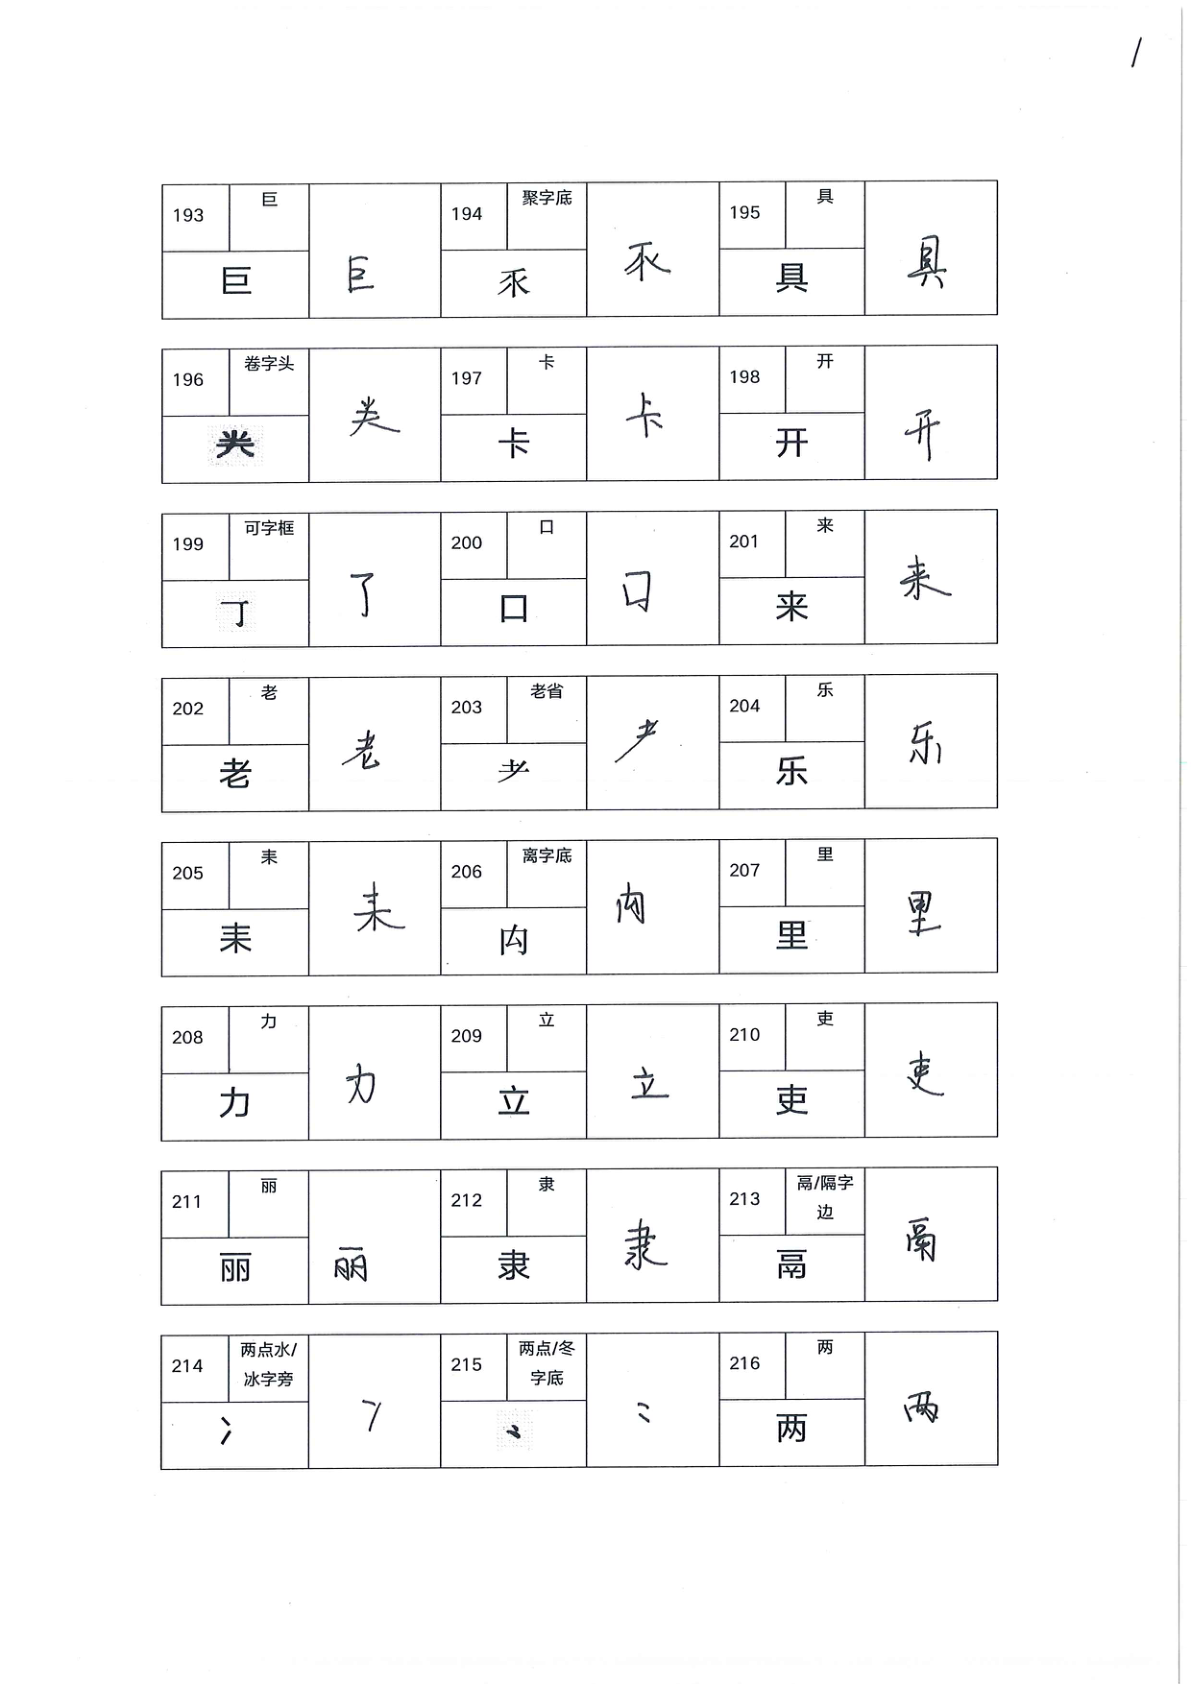 /
193 巨 194 聚字底 195 具
巨 巨 乑 乑 具 具
196 卷字头 197 卡 198 开
龹 龹 卡 卡 开 开
199 可字框 200 口 201 来
丁 了 口 口 来 来
202 老 203 老省 204 乐
老 老 耂 耂 乐 乐
205 耒 206 离字底 207 里
耒 耒 禸 禸 里 里
208 力 209 立 210 吏
力 力 立 立 吏 吏
211 丽 212 隶 213 鬲/隔字
边
丽 丽 隶 隶 鬲 鬲
214 两点水/ 215 两点/冬 216 两
冰字旁 字底
冫 冫 ⺀ ⺀ 两 两